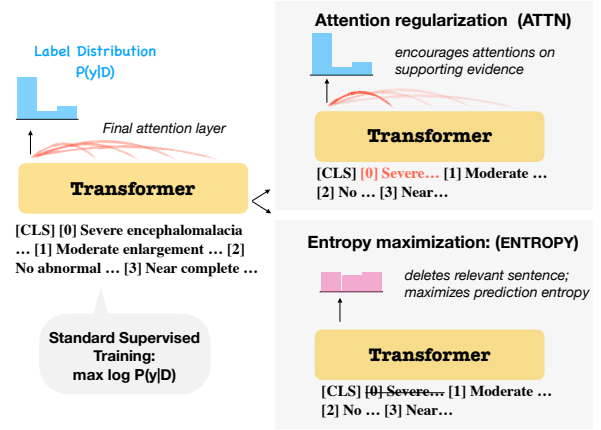 Label Distribution
P(y|D)
Final attention layer
Transformer
[CLS] [0] Severe encephalomalacia
… [1] Moderate enlargement … [2]
No abnormal … [3] Near complete …
Standard Supervised
Training:
max log P(y|D)
Attention regularization (ATTN)
encourages attentions on
supporting evidence
Transformer
[CLS] [0] Severe… [1] Moderate …
[2] No … [3] Near…
Entropy maximization: (ENTROPY)
deletes relevant sentence;
maximizes prediction entropy
Transformer
[CLS] [0] Severe… [1] Moderate …
[2] No … [3] Near…